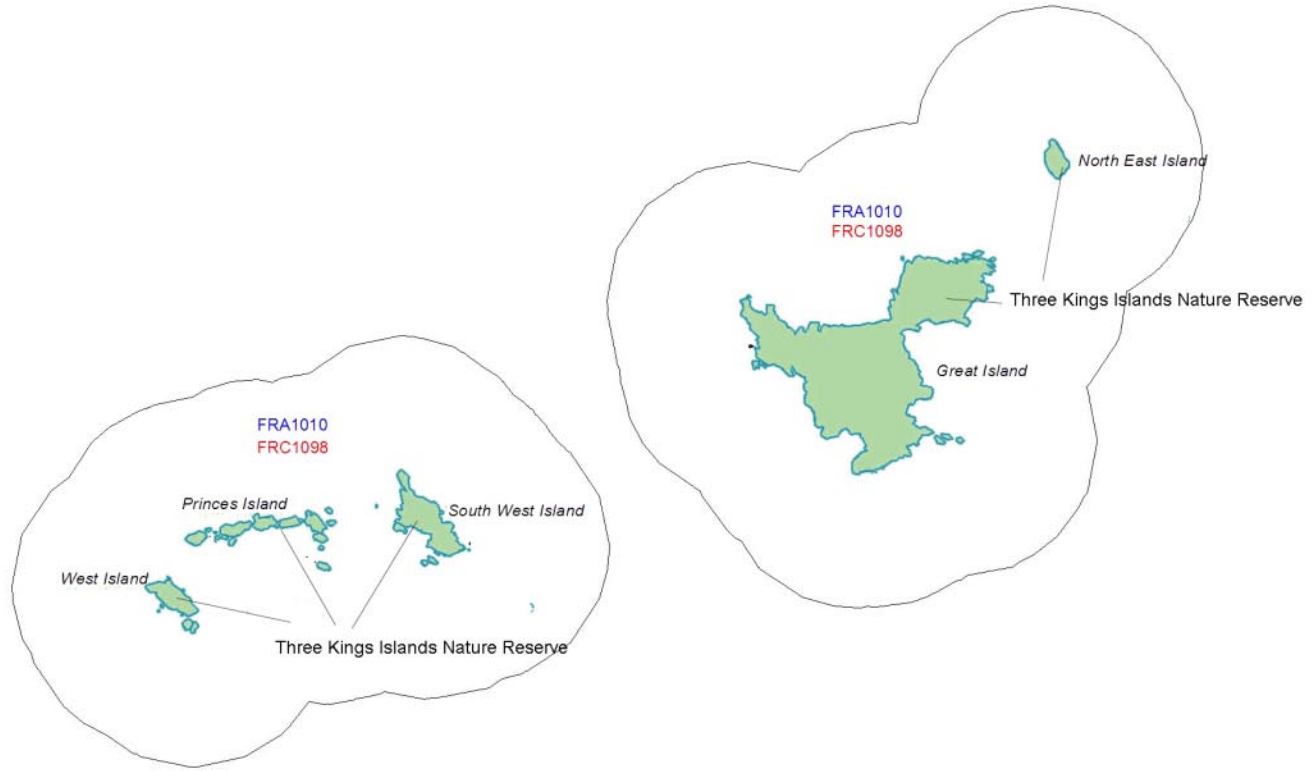 North East Island
FRA1010
FRC1098
Three Kings Islands Nature Reserve
Great Island
FRA1010
FRC1098
Princes Island
South West Island
West Island
Three Kings Islands Nature Reserve